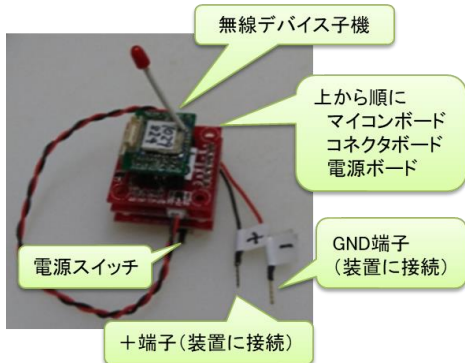 無線デバイス子機
上から順に
マイコンボード
コネクタボード
電源ボード
電源スイッチ
+
−
GND端子
(装置に接続)
+端子(装置に接続)